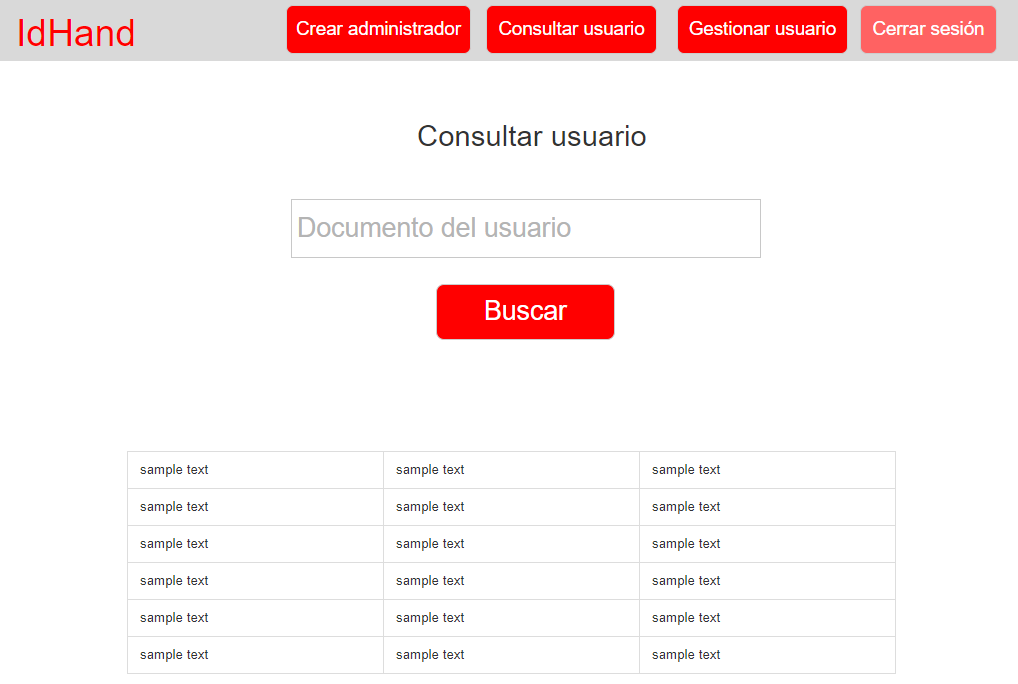 IdHand Crear administrador Consultar usuario Gestionar usuario Cerrar sesión
Consultar usuario
Documento del usuario
Buscar
sample text sample text sample text
sample text sample text sample text
sample text sample text sample text
sample text sample text sample text
sample text sample text sample text
sample text sample text sample text